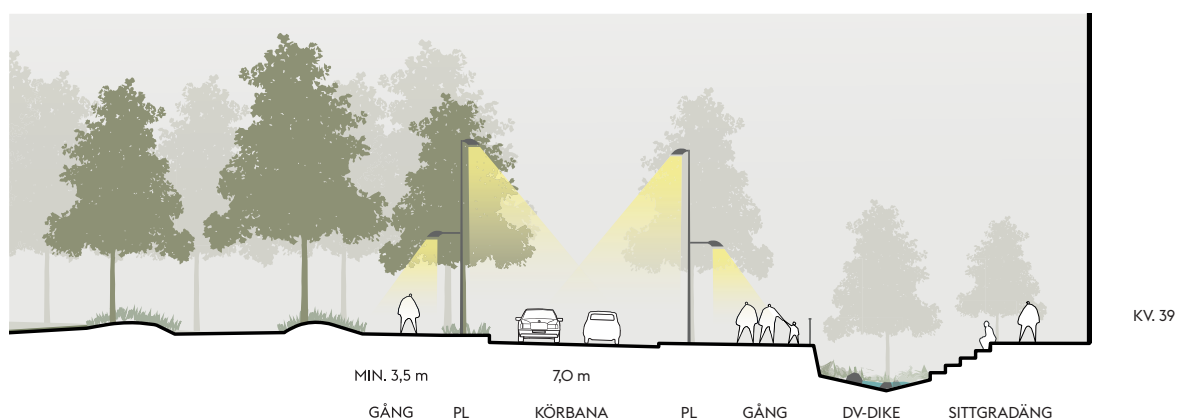 KV. 39
MIN. 3,5 m 7,0 m
GÅNG PL KÖRBANA PL GÅNG DV-DIKE SITTGRADÄNG